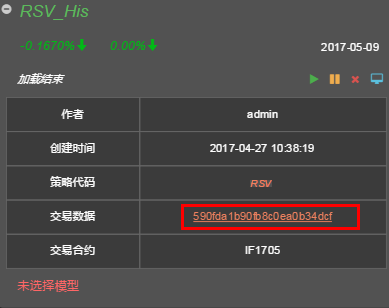 RSV_His
-0.1670% 0.00% 2017-05-09
加载结束
作者 admin
创建时间 2017-04-27 10:38:19
策略代码 RSV
交易数据 590fda1b90fb8c0ea0b34dcf
交易合约 IF1705
未选择模型